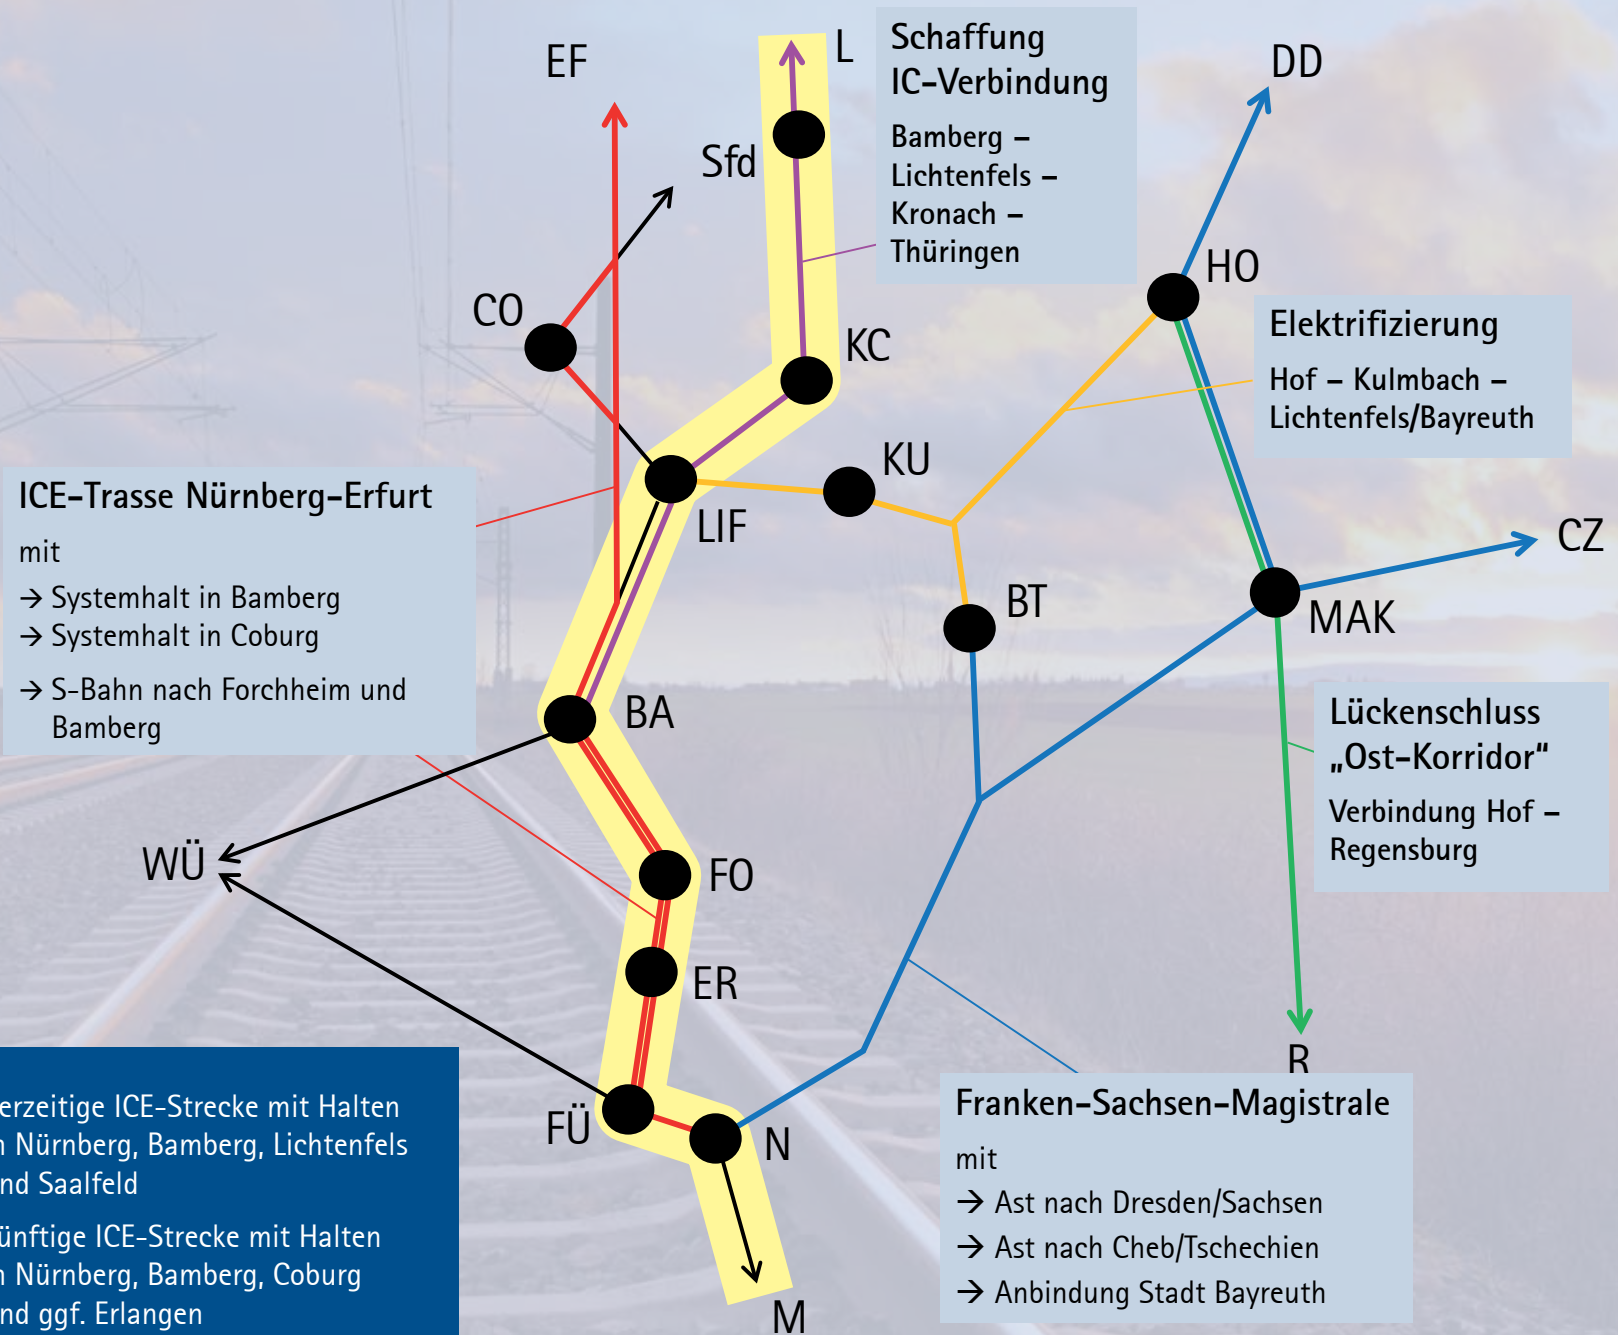 EF
L
Schaffung
IC-Verbindung
Bamberg –
Lichtenfels –
Kronach –
Thüringen
DD
Sfd
HO
CO
KC
Elektrifizierung
Hof – Kulmbach –
Lichtenfels/Bayreuth
KU
LIF
ICE-Trasse Nürnberg-Erfurt
mit
→ Systemhalt in Bamberg
→ Systemhalt in Coburg
→ S-Bahn nach Forchheim und
Bamberg
CZ
BT
MAK
BA
Lückenschluss
„Ost-Korridor“
Verbindung Hof –
Regensburg
WÜ
FO
ER
R
FÜ
N
Franken-Sachsen-Magistrale
mit
→ Ast nach Dresden/Sachsen
→ Ast nach Cheb/Tschechien
→ Anbindung Stadt Bayreuth
erzeitige ICE-Strecke mit Halten
n Nürnberg, Bamberg, Lichtenfels
nd Saalfeld
ünftige ICE-Strecke mit Halten
n Nürnberg, Bamberg, Coburg
nd ggf. Erlangen
M